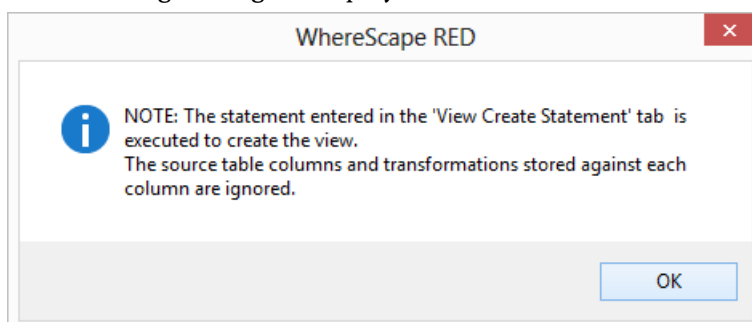 WhereScape RED
NOTE: The statement entered in the 'View Create Statement' tab is
executed to create the view.
The source table columns and transformations stored against each
column are ignored.
OK